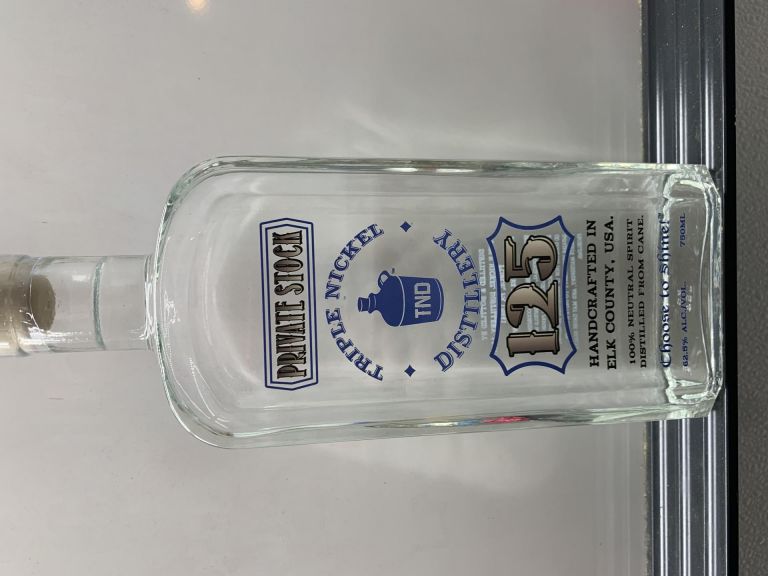 PRIVATE STOCK
TRIPLE NICKEL
TND
DISTILLERY
125
HANDCRAFTED IN
ELK COUNTY, USA.
100% NEUTRAL SPIRIT
DISTILLED FROM CANE.
Choose to Shine!
62.5% ALC./VOL. 750ML